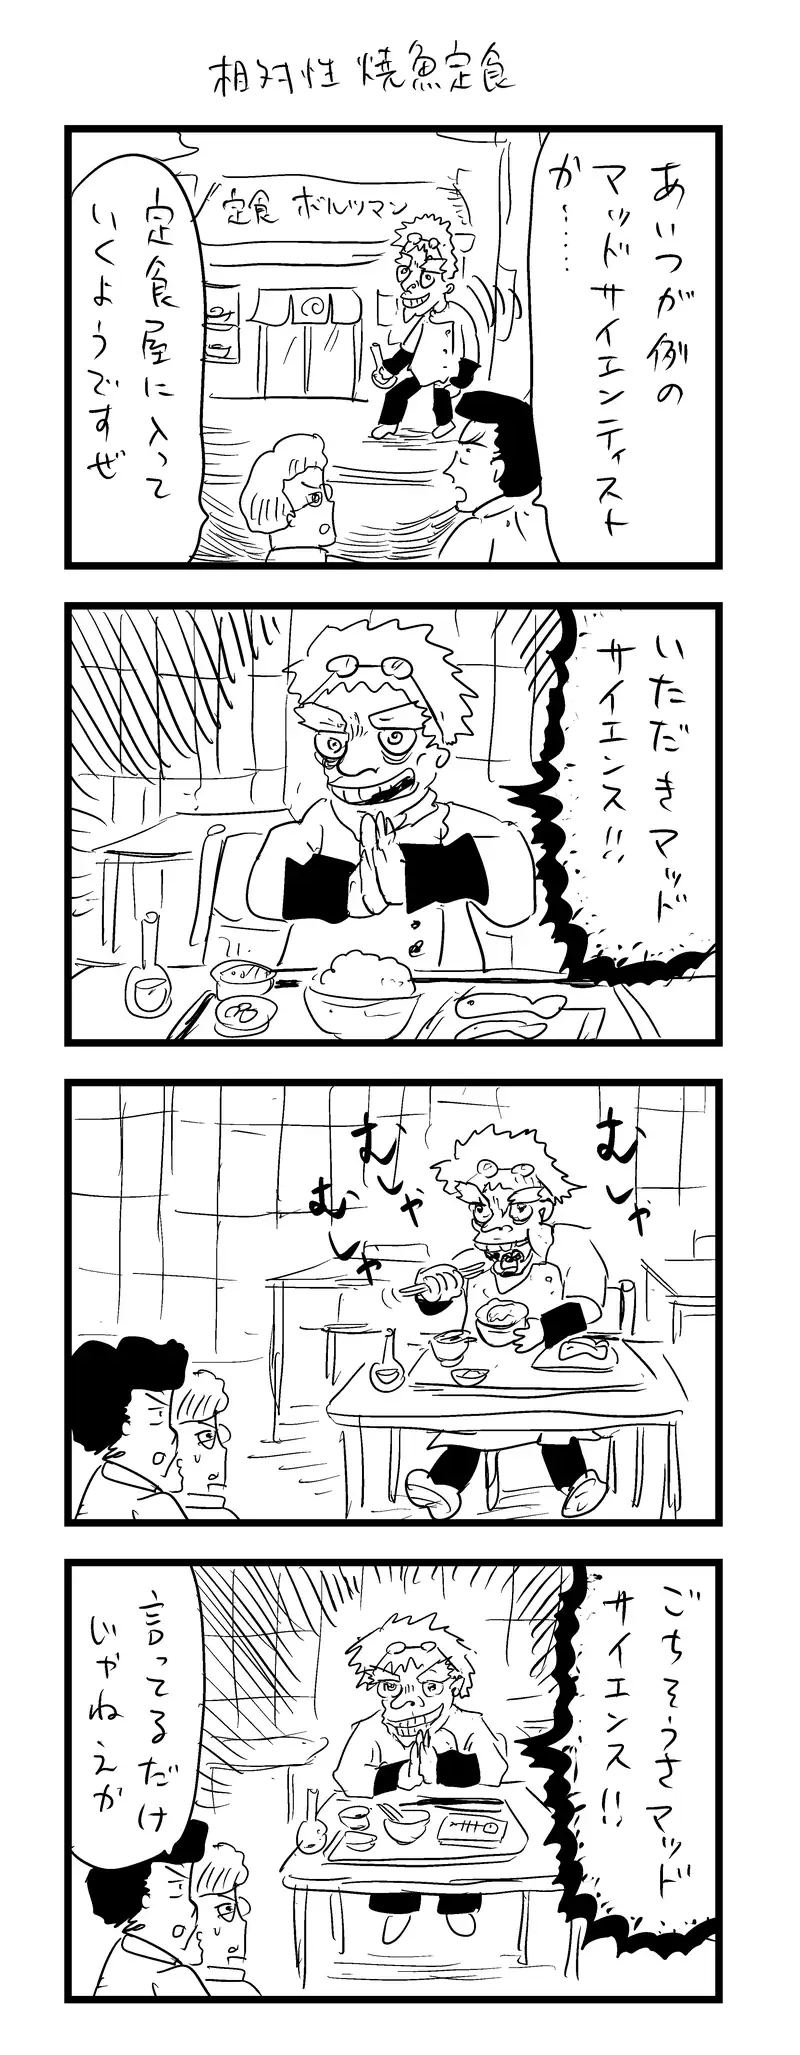 相対性 焼魚定食
あいつが例の
マッドサイエンティスト
か……
定食 ボルツマン
定食屋に入って
いくようですぜ
いただきマッド
サイエンス!!
むしゃ
むしゃ
むしゃ
ごちそうさマッド
サイエンス!!
言ってるだけ
じゃねえか